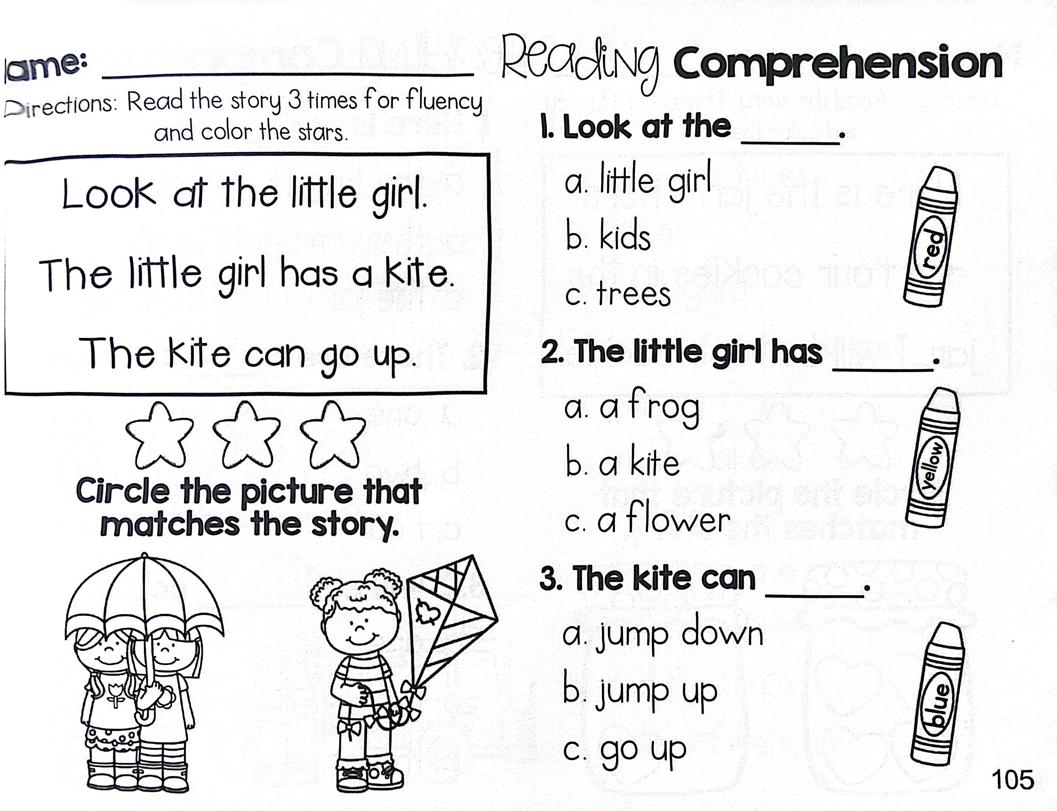 ame:
Directions: Read the story 3 times for fluency
and color the stars.
Look at the little girl.
The little girl has a kite.
The kite can go up.
Circle the picture that
matches the story.
Reading Comprehension
1. Look at the ______.
a. little girl
b. kids
c. trees
red
2. The little girl has ______.
a. a frog
b. a kite
c. a flower
yellow
3. The kite can ______.
a. jump down
b. jump up
c. go up
blue
105